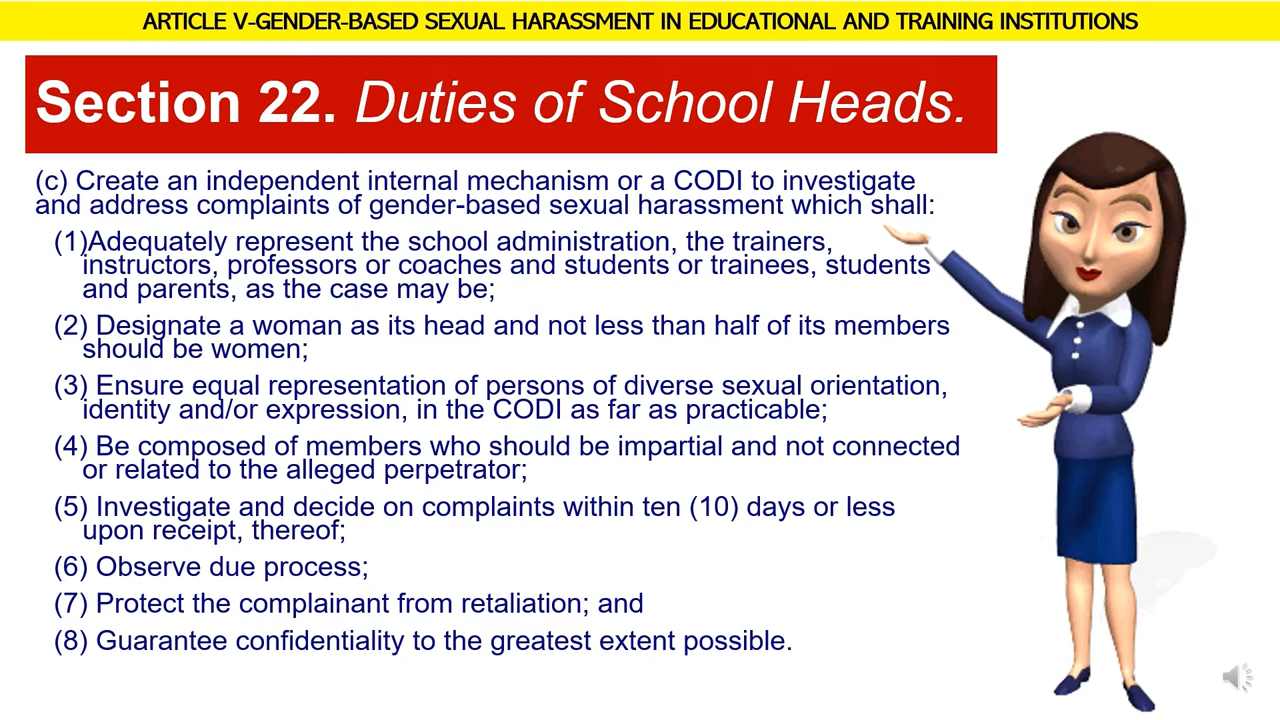 ARTICLE V-GENDER-BASED SEXUAL HARASSMENT IN EDUCATIONAL AND TRAINING INSTITUTIONS
Section 22. Duties of School Heads.
(c) Create an independent internal mechanism or a CODI to investigate
and address complaints of gender-based sexual harassment which shall:
(1)Adequately represent the school administration, the trainers,
instructors, professors or coaches and students or trainees, students
and parents, as the case may be;
(2) Designate a woman as its head and not less than half of its members
should be women;
(3) Ensure equal representation of persons of diverse sexual orientation,
identity and/or expression, in the CODI as far as practicable;
(4) Be composed of members who should be impartial and not connected
or related to the alleged perpetrator;
(5) Investigate and decide on complaints within ten (10) days or less
upon receipt, thereof;
(6) Observe due process;
(7) Protect the complainant from retaliation; and
(8) Guarantee confidentiality to the greatest extent possible.